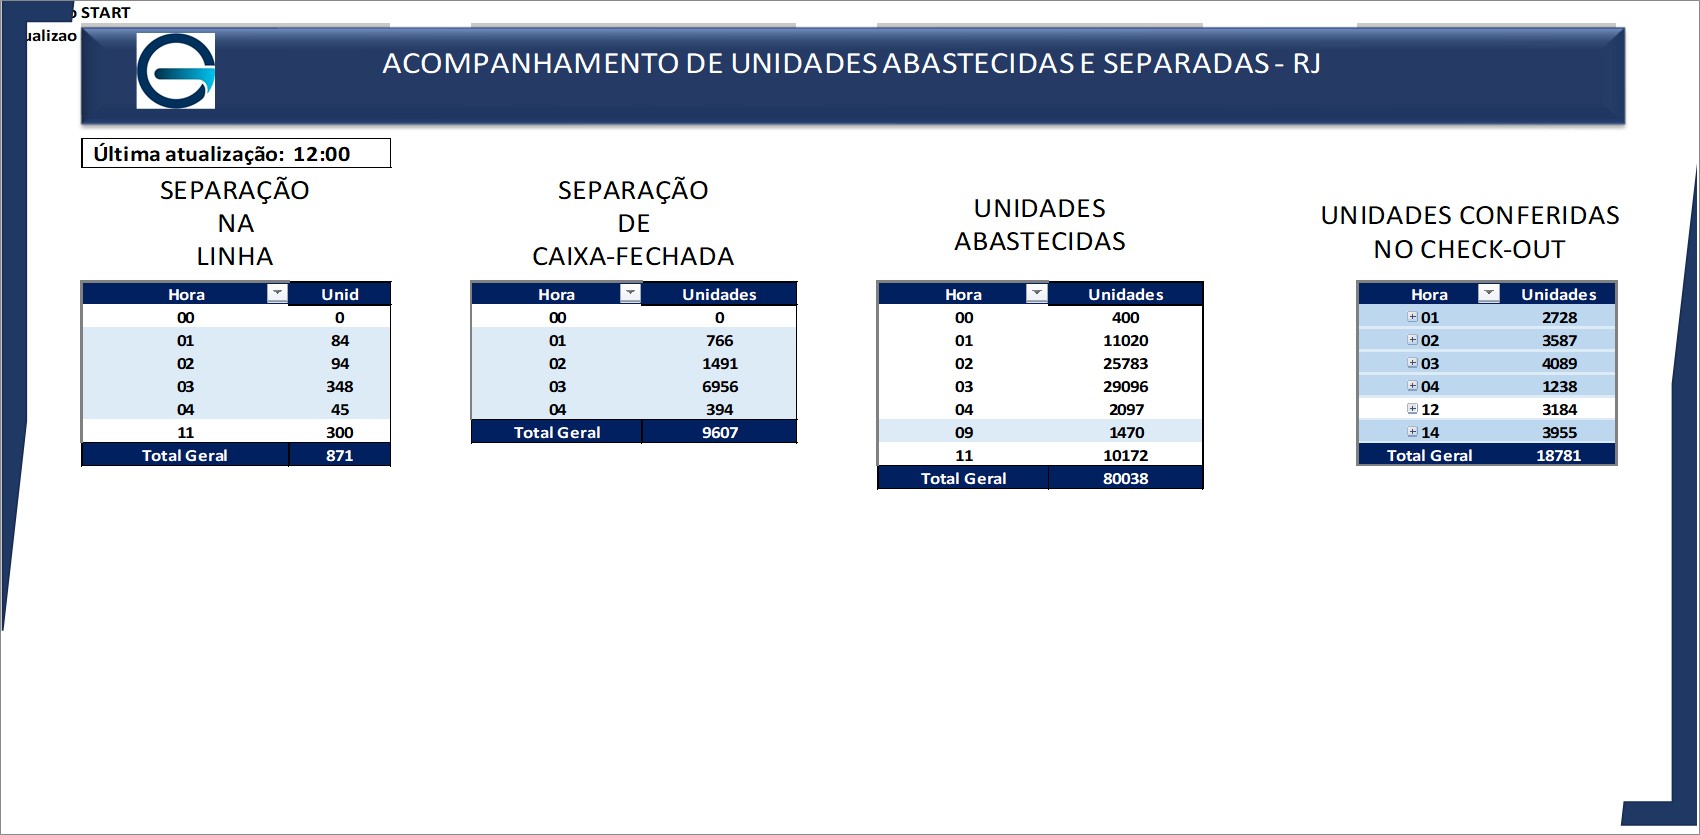 START
ualizao
ACOMPANHAMENTO DE UNIDADES ABASTECIDAS E SEPARADAS - RJ
Última atualização: 12:00
SEPARAÇÃO
NA
LINHA
Hora Unid
00 0
01 84
02 94
03 348
04 45
11 300
Total Geral 871
SEPARAÇÃO
DE
CAIXA-FECHADA
Hora Unidades
00 0
01 766
02 1491
03 6956
04 394
Total Geral 9607
UNIDADES
ABASTECIDAS
Hora Unidades
00 400
01 11020
02 25783
03 29096
04 2097
09 1470
11 10172
Total Geral 80038
UNIDADES CONFERIDAS
NO CHECK-OUT
Hora Unidades
01 2728
02 3587
03 4089
04 1238
12 3184
14 3955
Total Geral 18781